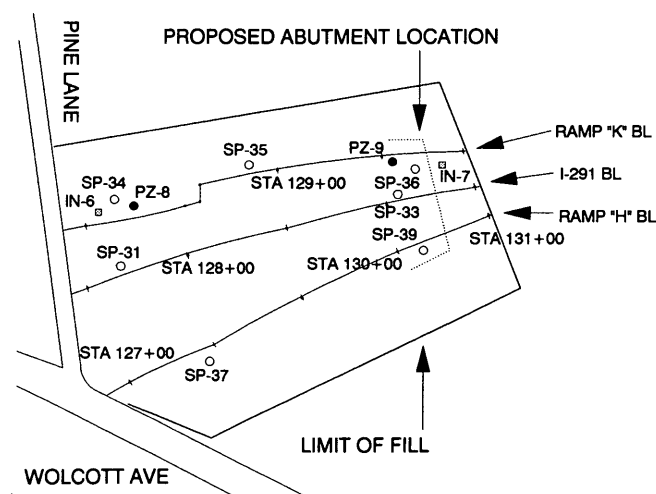 PINE LANE
PROPOSED ABUTMENT LOCATION
RAMP "K" BL
I-291 BL
RAMP "H" BL
SP-35
PZ-9
IN-7
STA 129+00
SP-36
SP-34
PZ-8
IN-6
SP-33
SP-39
STA 131+00
SP-31
STA 128+00
STA 130+00
STA 127+00
SP-37
LIMIT OF FILL
WOLCOTT AVE